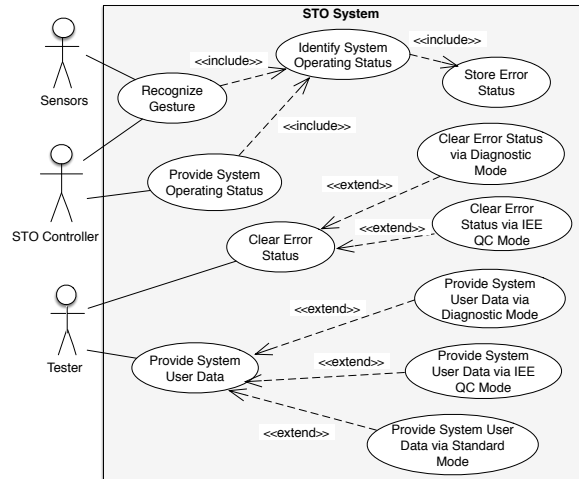 STO System
Sensors
Recognize
Gesture
<<include>>
Identify System
Operating Status
<<include>>
Store Error
Status
<<include>>
STO Controller
Provide System
Operating Status
Clear Error Status
via Diagnostic
Mode
<<extend>>
Clear Error
Status
<<extend>>
Clear Error
Status via IEE
QC Mode
Tester
Provide System
User Data
<<extend>>
Provide System
User Data via
Diagnostic Mode
<<extend>>
Provide System
User Data via IEE
QC Mode
<<extend>>
Provide System User
Data via Standard
Mode